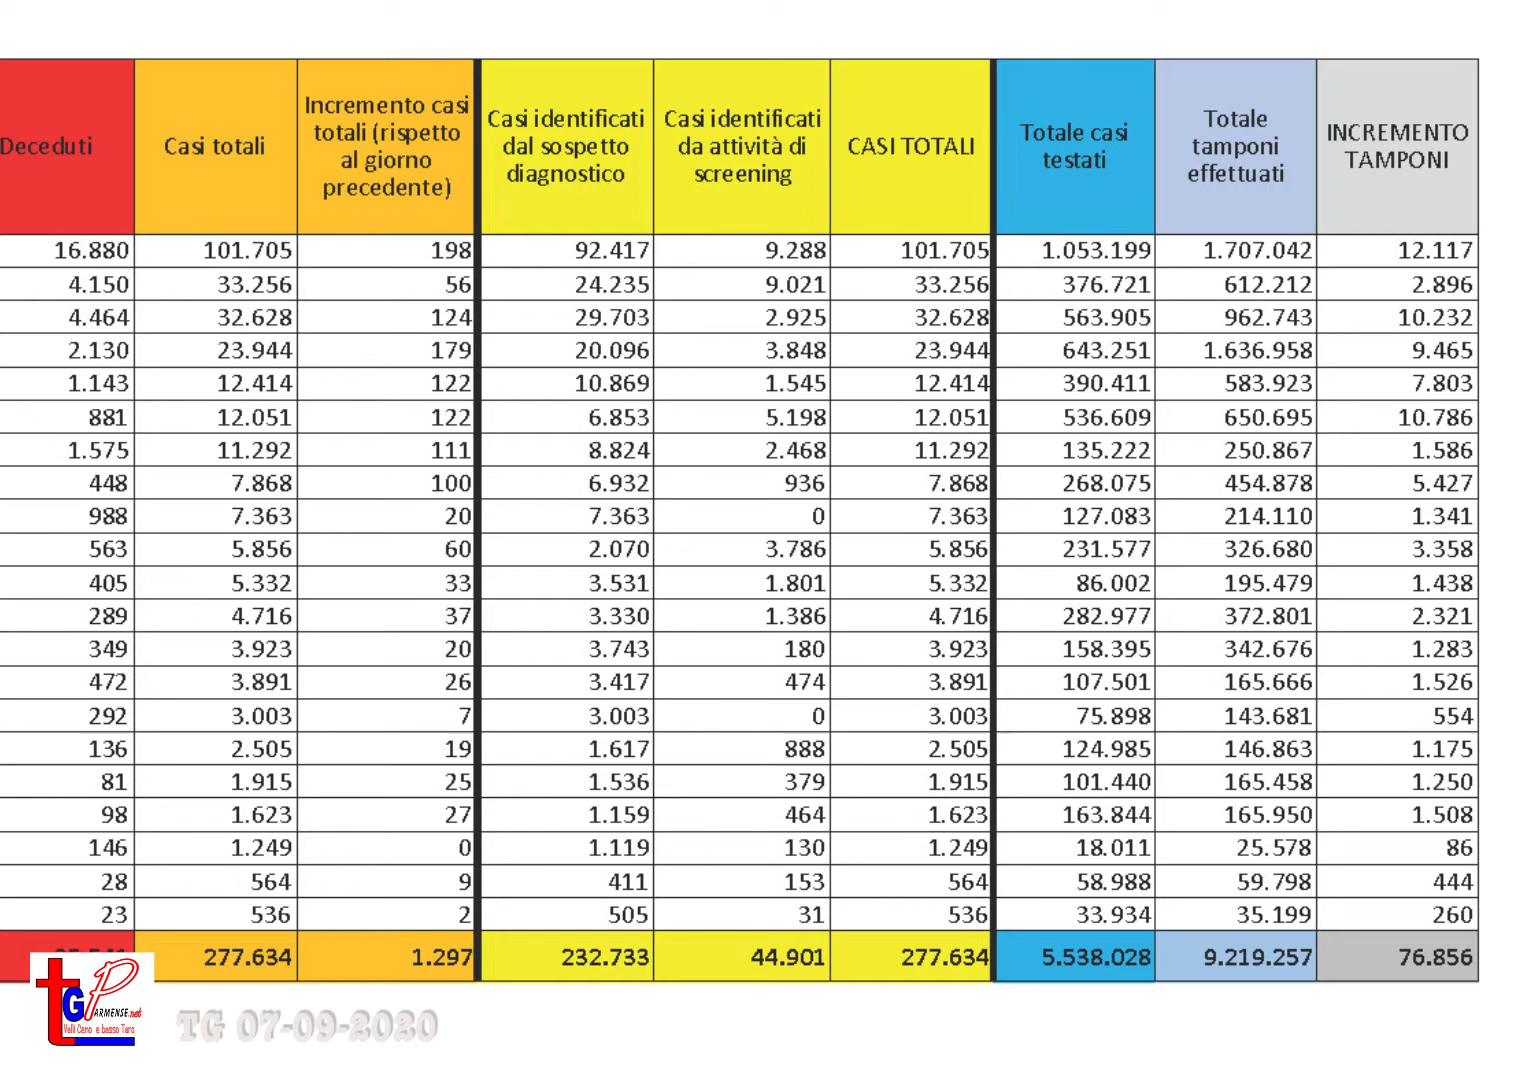 Deceduti Casi totali Incremento casi totali (rispetto al giorno precedente) Casi identificati dal sospetto diagnostico Casi identificati da attività di screening CASI TOTALI Totale casi testati Totale tamponi effettuati INCREMENTO TAMPONI
16.880 101.705 198 92.417 9.288 101.705 1.053.199 1.707.042 12.117
4.150 33.256 56 24.235 9.021 33.256 376.721 612.212 2.896
4.464 32.628 124 29.703 2.925 32.628 563.905 962.743 10.232
2.130 23.944 179 20.096 3.848 23.944 643.251 1.636.958 9.465
1.143 12.414 122 10.869 1.545 12.414 390.411 583.923 7.803
881 12.051 122 6.853 5.198 12.051 536.609 650.695 10.786
1.575 11.292 111 8.824 2.468 11.292 135.222 250.867 1.586
448 7.868 100 6.932 936 7.868 268.075 454.878 5.427
988 7.363 20 7.363 0 7.363 127.083 214.110 1.341
563 5.856 60 2.070 3.786 5.856 231.577 326.680 3.358
405 5.332 33 3.531 1.801 5.332 86.002 195.479 1.438
289 4.716 37 3.330 1.386 4.716 282.977 372.801 2.321
349 3.923 20 3.743 180 3.923 158.395 342.676 1.283
472 3.891 26 3.417 474 3.891 107.501 165.666 1.526
292 3.003 7 3.003 0 3.003 75.898 143.681 554
136 2.505 19 1.617 888 2.505 124.985 146.863 1.175
81 1.915 25 1.536 379 1.915 101.440 165.458 1.250
98 1.623 27 1.159 464 1.623 163.844 165.950 1.508
146 1.249 0 1.119 130 1.249 18.011 25.578 86
28 564 9 411 153 564 58.988 59.798 444
23 536 2 505 31 536 33.934 35.199 260
277.634 1.297 232.733 44.901 277.634 5.538.028 9.219.257 76.856
tGPARMENSE.net
Valli Ceno e basso Taro
TG 07-09-2020